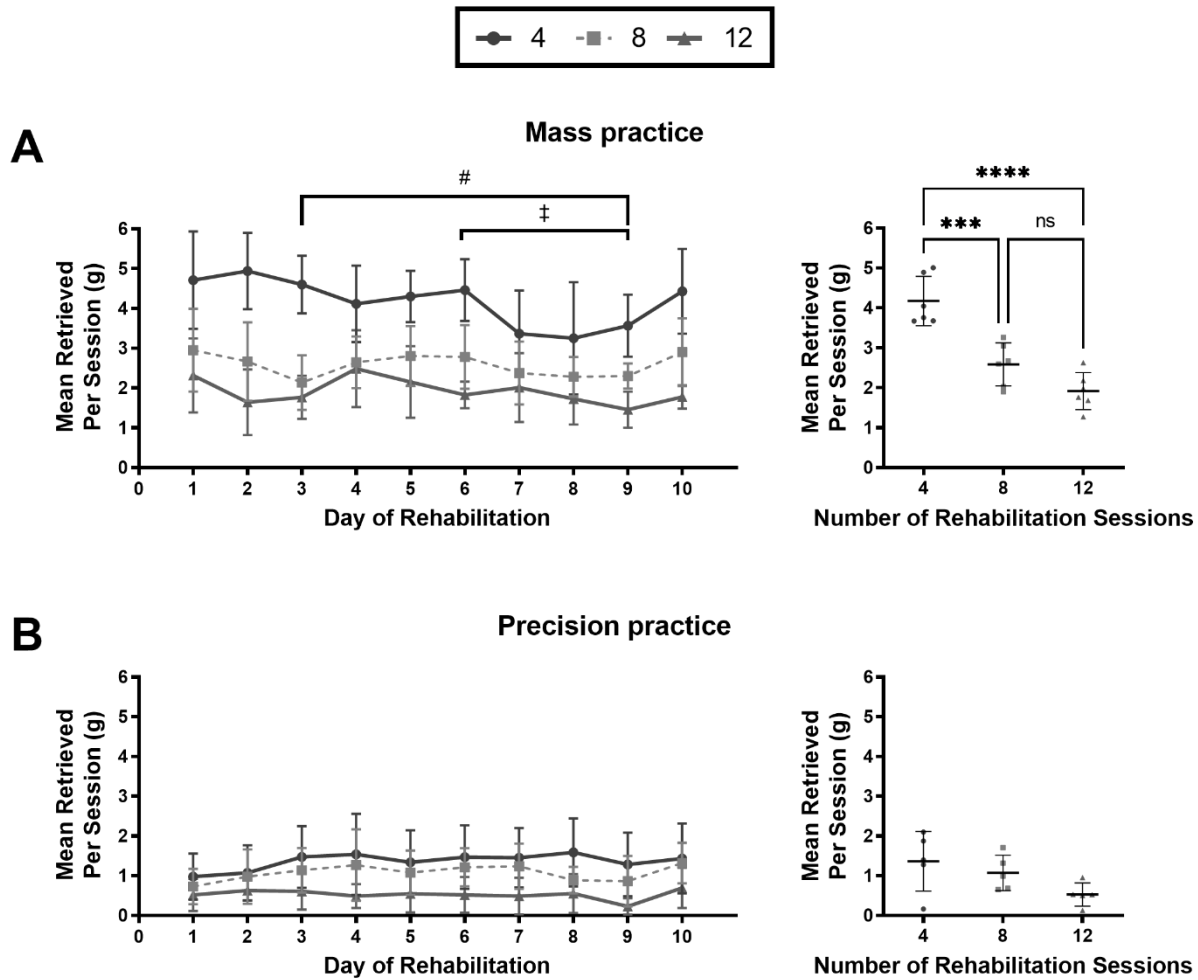 4 8 12
A
Mass practice
#
‡
Mean Retrieved
Per Session (g)
6
5
4
3
2
1
0
0 1 2 3 4 5 6 7 8 9 10
Day of Rehabilitation
****
***
ns
Mean Retrieved
Per Session (g)
6
5
4
3
2
1
0
4 8 12
Number of Rehabilitation Sessions
B
Precision practice
Mean Retrieved
Per Session (g)
6
5
4
3
2
1
0
0 1 2 3 4 5 6 7 8 9 10
Day of Rehabilitation
Mean Retrieved
Per Session (g)
6
5
4
3
2
1
0
4 8 12
Number of Rehabilitation Sessions